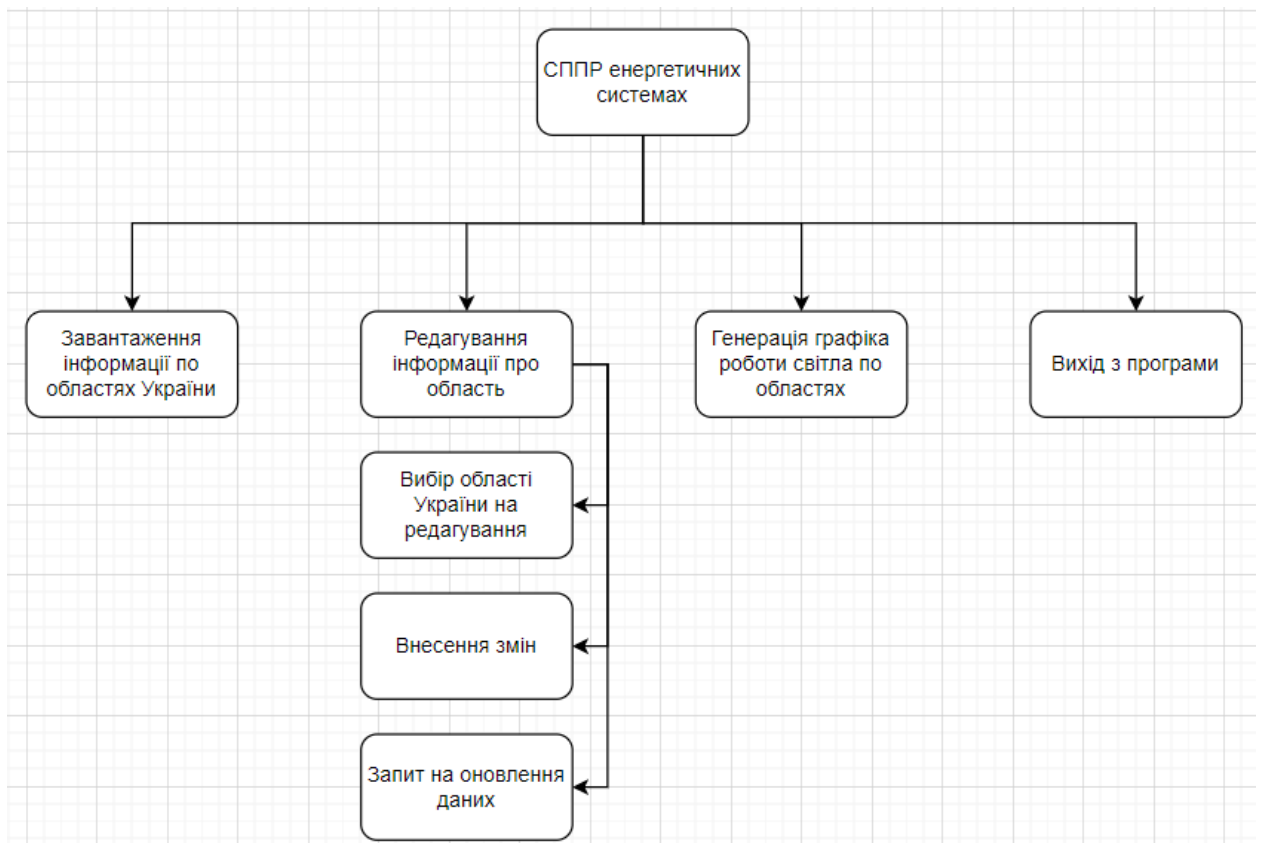 СППР енергетичних
системах
Завантаження
інформації по
областях України
Редагування
інформації про
область
Генерація графіка
роботи світла по
областях
Вихід з програми
Вибір області
України на
редагування
Внесення змін
Запит на оновлення
даних